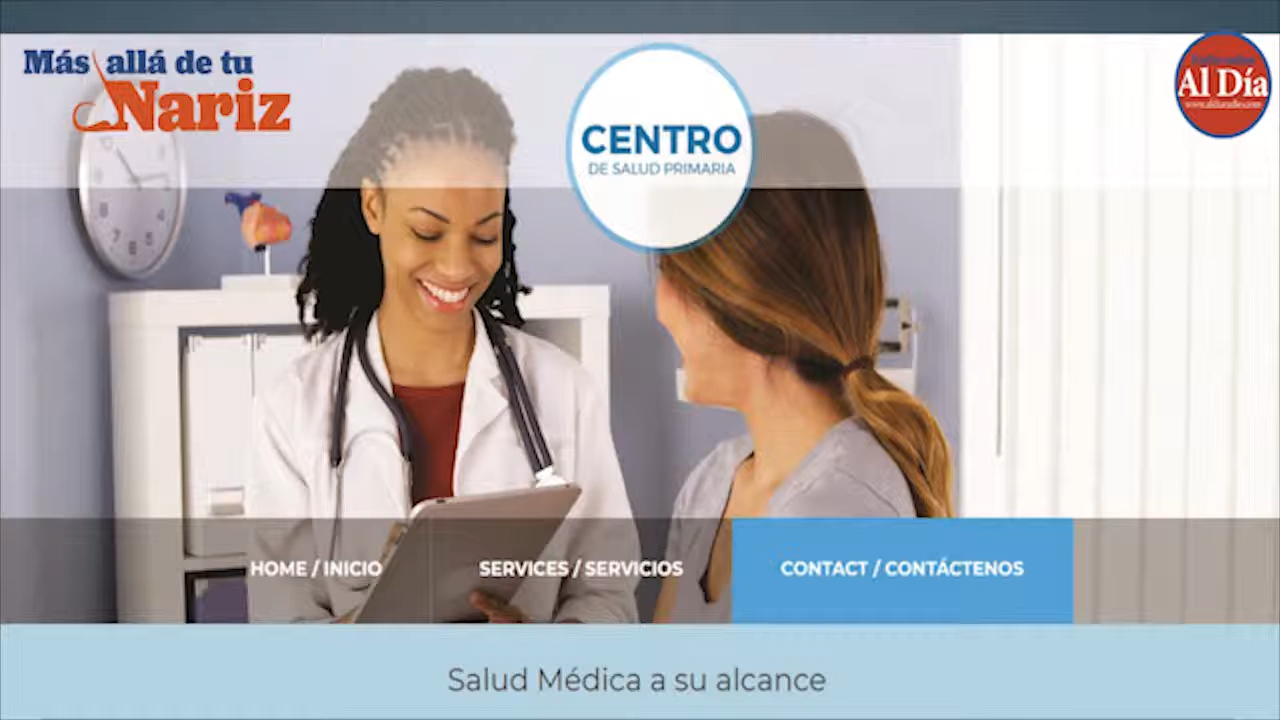 Más allá de tu
Nariz
CENTRO
DE SALUD PRIMARIA
Al Día
HOME / INICIO
SERVICES / SERVICIOS
CONTACT / CONTÁCTENOS
Salud Médica a su alcance